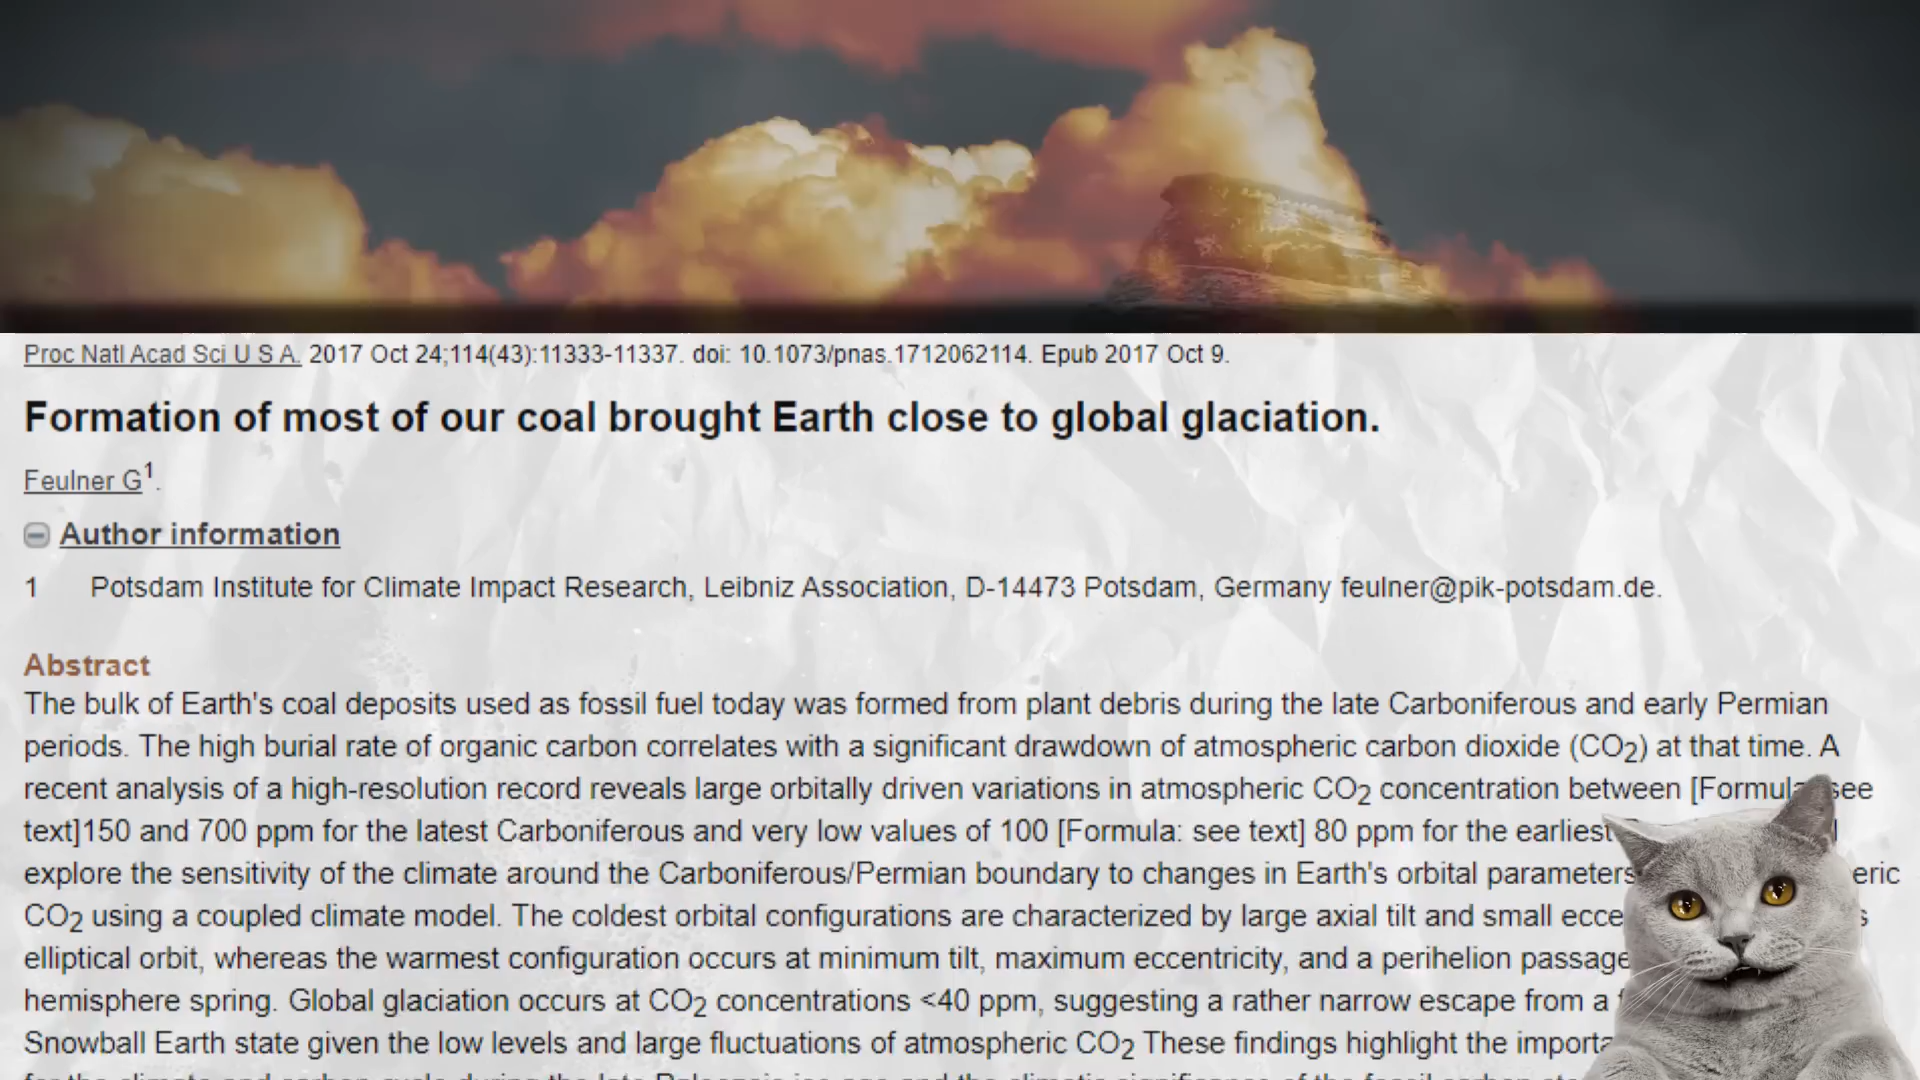 Proc Natl Acad Sci U S A. 2017 Oct 24;114(43):11333-11337. doi: 10.1073/pnas.1712062114. Epub 2017 Oct 9.
Formation of most of our coal brought Earth close to global glaciation.
Feulner G1.
Author information
1 Potsdam Institute for Climate Impact Research, Leibniz Association, D-14473 Potsdam, Germany feulner@pik-potsdam.de.
Abstract
The bulk of Earth's coal deposits used as fossil fuel today was formed from plant debris during the late Carboniferous and early Permian
periods. The high burial rate of organic carbon correlates with a significant drawdown of atmospheric carbon dioxide (CO2) at that time. A
recent analysis of a high-resolution record reveals large orbitally driven variations in atmospheric CO2 concentration between [Formula: see
text]150 and 700 ppm for the latest Carboniferous and very low values of 100 [Formula: see text] 80 ppm for the earliest
explore the sensitivity of the climate around the Carboniferous/Permian boundary to changes in Earth's orbital parameters eric
CO2 using a coupled climate model. The coldest orbital configurations are characterized by large axial tilt and small ecce s
elliptical orbit, whereas the warmest configuration occurs at minimum tilt, maximum eccentricity, and a perihelion passage
hemisphere spring. Global glaciation occurs at CO2 concentrations <40 ppm, suggesting a rather narrow escape from a f
Snowball Earth state given the low levels and large fluctuations of atmospheric CO2 These findings highlight the importa